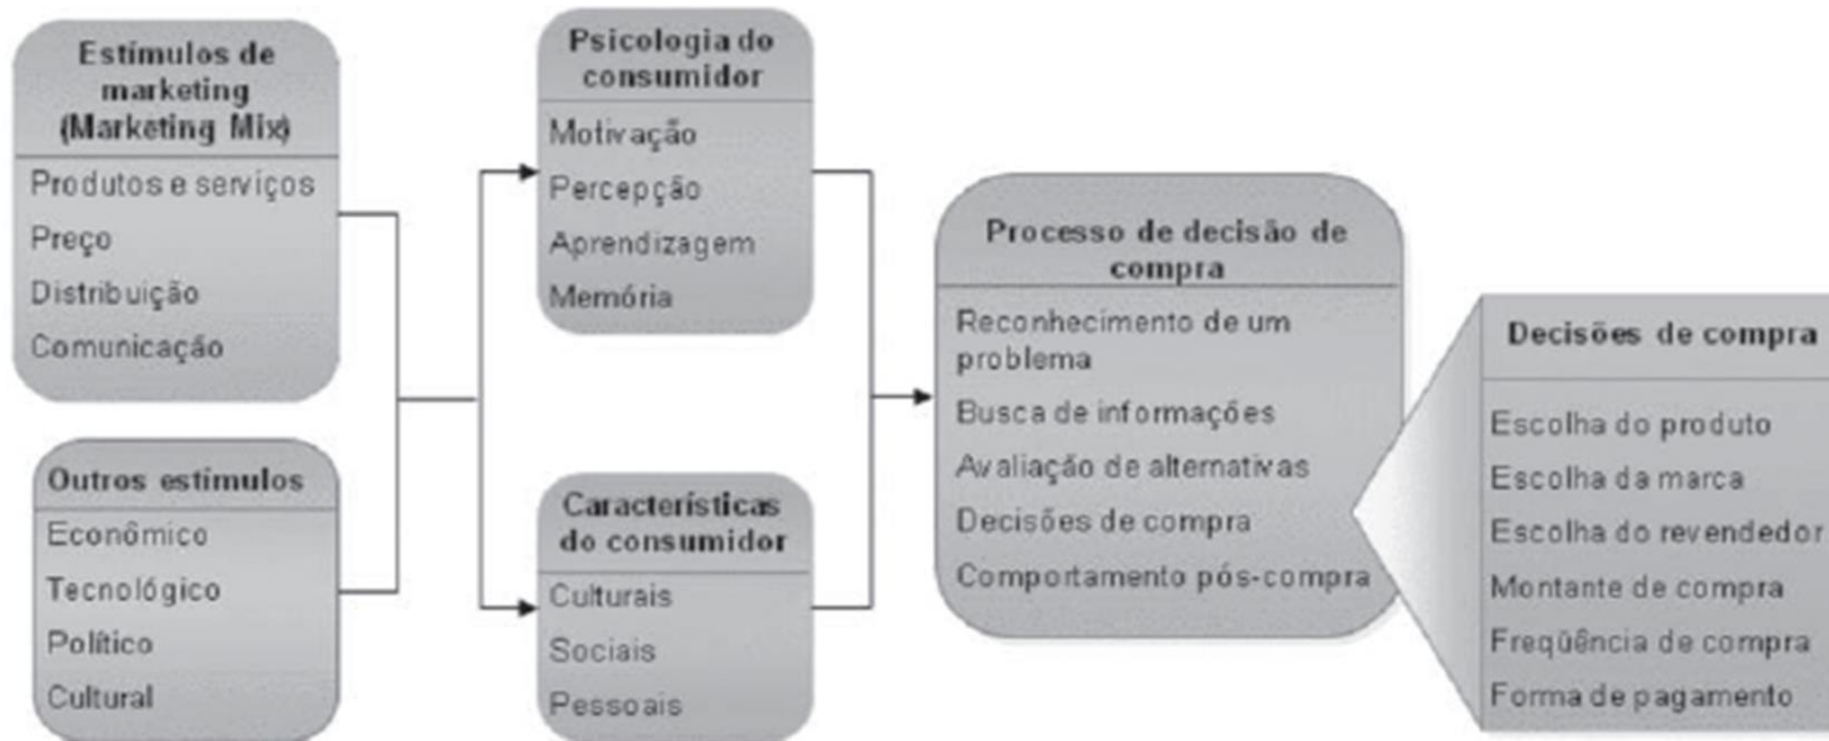 Estímulos de
marketing
(Marketing Mix)
Produtos e serviços
Preço
Distribuição
Comunicação
Outros estímulos
Econômico
Tecnológico
Político
Cultural
Psicologia do
consumidor
Motivação
Percepção
Aprendizagem
Memória
Características
do consumidor
Culturais
Sociais
Pessoais
Processo de decisão de
compra
Reconhecimento de um
problema
Busca de informações
Avaliação de alternativas
Decisões de compra
Comportamento pós-compra
Decisões de compra
Escolha do produto
Escolha da marca
Escolha do revendedor
Montante de compra
Freqüência de compra
Forma de pagamento